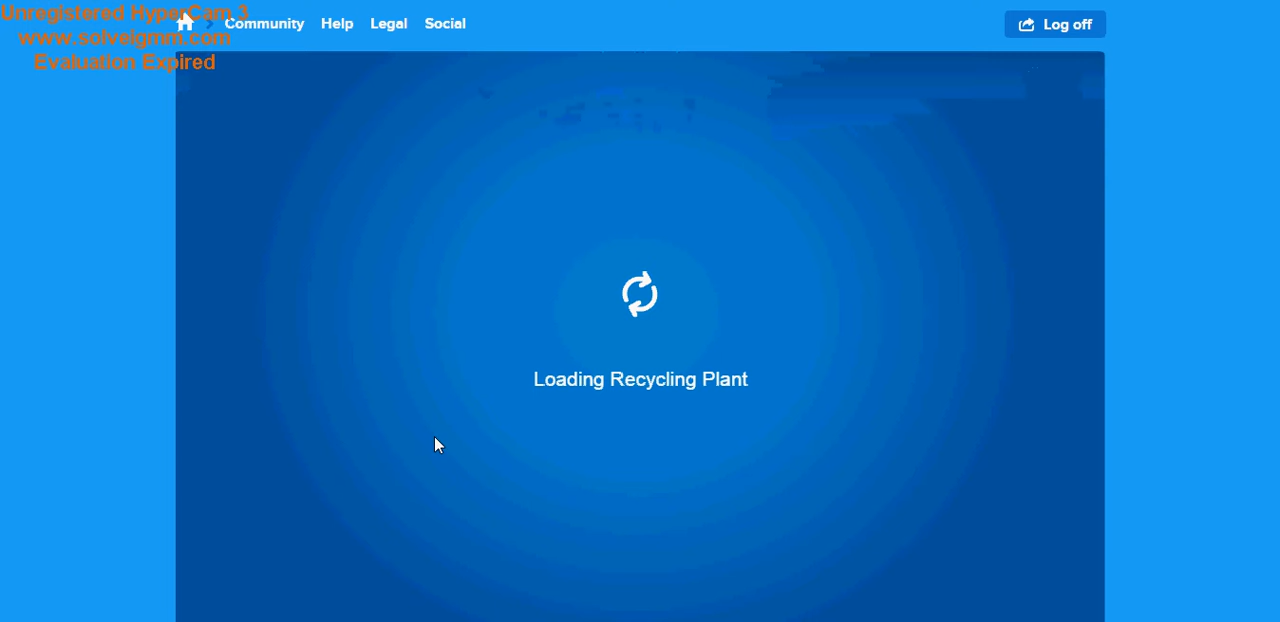 Unregistered HyperCam 3
www.solveigmm.com
Evaluation Expired
Community Help Legal Social Log off
Loading Recycling Plant